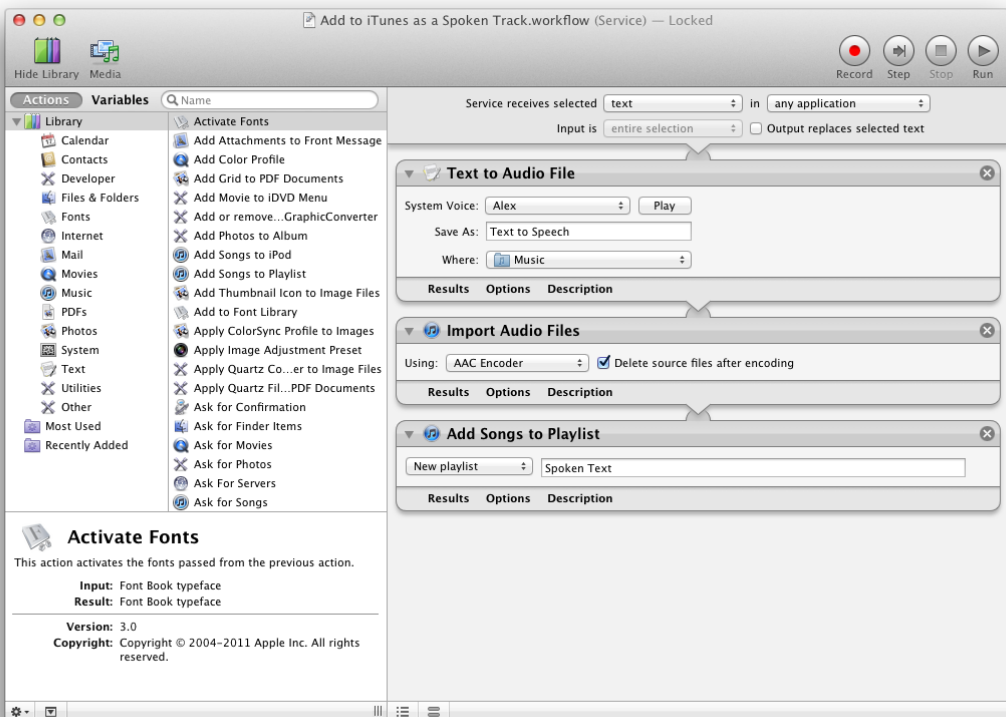 Add to iTunes as a Spoken Track.workflow (Service) — Locked
Hide Library Media
Record Step Stop Run
Actions Variables Name
Library
Calendar
Contacts
Developer
Files & Folders
Fonts
Internet
Mail
Movies
Music
PDFs
Photos
System
Text
Utilities
Other
Most Used
Recently Added
Activate Fonts
Add Attachments to Front Message
Add Color Profile
Add Grid to PDF Documents
Add Movie to iDVD Menu
Add or remove...GraphicConverter
Add Photos to Album
Add Songs to iPod
Add Songs to Playlist
Add Thumbnail Icon to Image Files
Add to Font Library
Apply ColorSync Profile to Images
Apply Image Adjustment Preset
Apply Quartz Co...er to Image Files
Apply Quartz Fil...PDF Documents
Ask for Confirmation
Ask for Finder Items
Ask for Movies
Ask for Photos
Ask For Servers
Ask for Songs
Activate Fonts
This action activates the fonts passed from the previous action.
Input: Font Book typeface
Result: Font Book typeface
Version: 3.0
Copyright: Copyright © 2004-2011 Apple Inc. All rights
reserved.
Service receives selected text in any application
Input is entire selection Output replaces selected text
Text to Audio File
System Voice: Alex Play
Save As: Text to Speech
Where: Music
Results Options Description
Import Audio Files
Using: AAC Encoder Delete source files after encoding
Results Options Description
Add Songs to Playlist
New playlist Spoken Text
Results Options Description